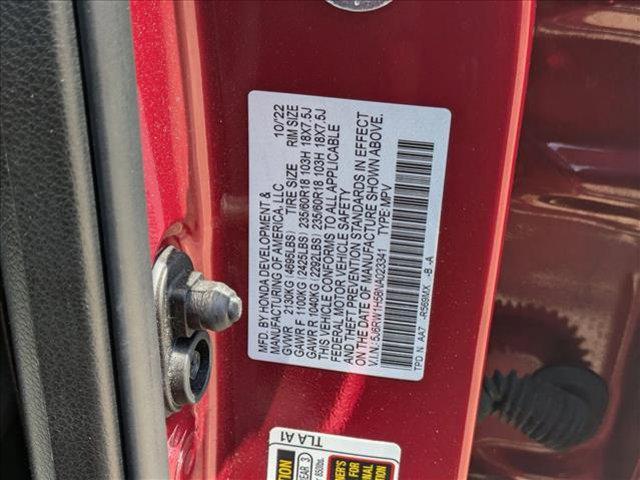 MFD. BY HONDA DEVELOPMENT & 10/22
MANUFACTURING OF AMERICA, LLC
GVWR 2130KG (4695LBS) TIRE SIZE RIM SIZE
GAWR F 1100KG (2425LBS) 235/60R18 103H 18X7.5J
GAWR R 1040KG (2292LBS) 235/60R18 103H 18X7.5J
THIS VEHICLE CONFORMS TO ALL APPLICABLE
FEDERAL MOTOR VEHICLE SAFETY
AND THEFT PREVENTION STANDARDS IN EFFECT
ON THE DATE OF MANUFACTURE SHOWN ABOVE.
V.I.N.: 5J6RW1H58NA023341 TYPE:MPV
TPD N AA7 -R569MX -B -A
TLA A1